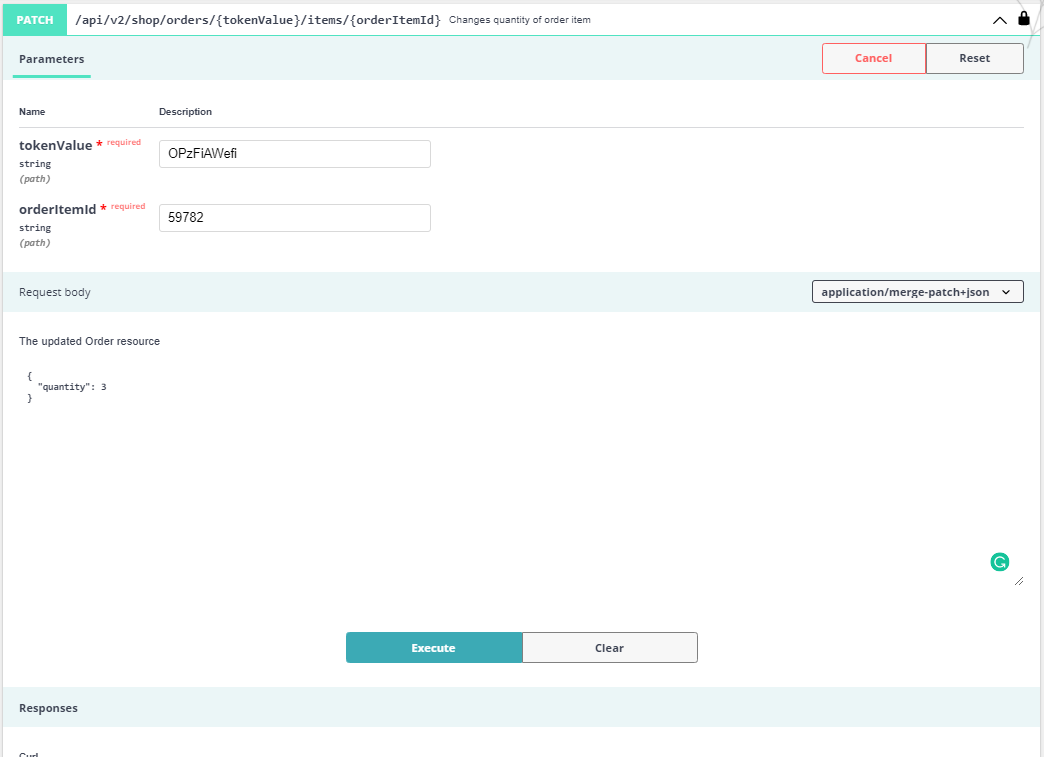 PATCH /api/v2/shop/orders/{tokenValue}/items/{orderItemId} Changes quantity of order item
Parameters Cancel Reset
Name Description
tokenValue * required
string
(path)
OPzFiAWefi
orderItemId * required
string
(path)
59782
Request body application/merge-patch+json
The updated Order resource
{
"quantity": 3
}
Execute Clear
Responses
Curl